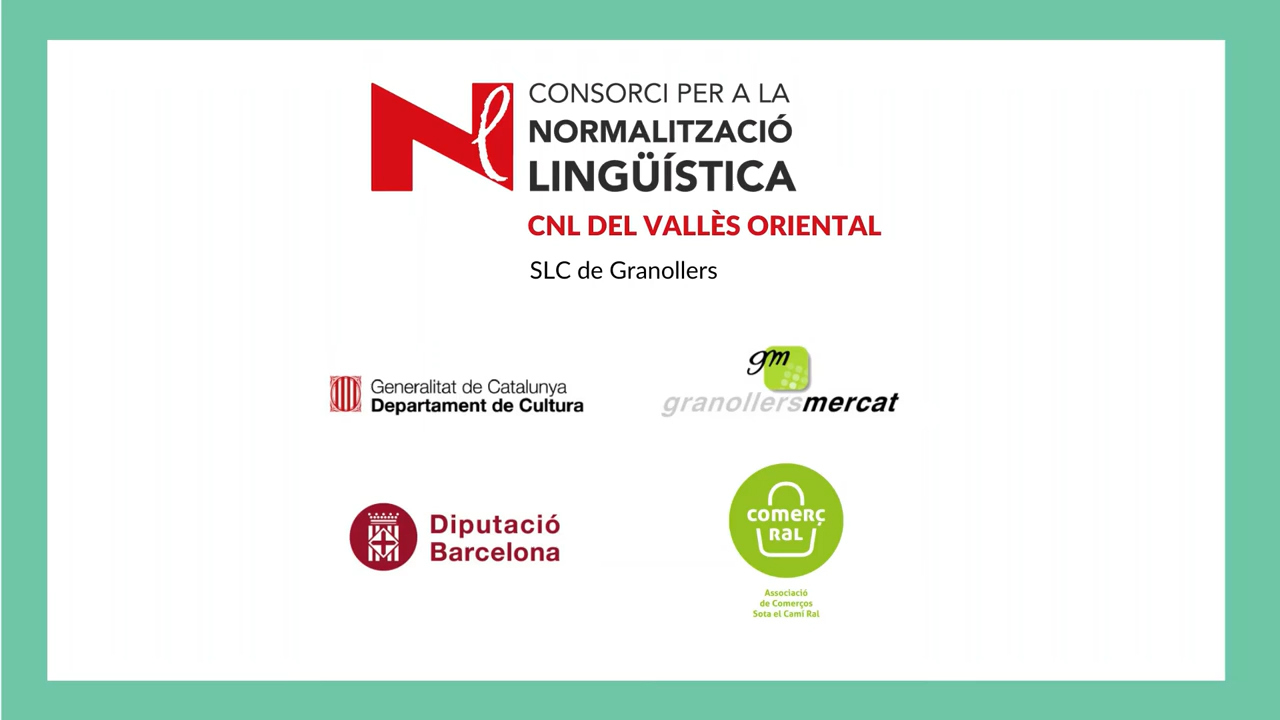 CONSORCI PER A LA
NORMALITZACIÓ
LINGÜÍSTICA
CNL DEL VALLÈS ORIENTAL
SLC de Granollers
Generalitat de Catalunya
Departament de Cultura
gm
granollersmercat
Diputació
Barcelona
comerç
RaL
Associació
de Comerços
Sota el Camí Ral